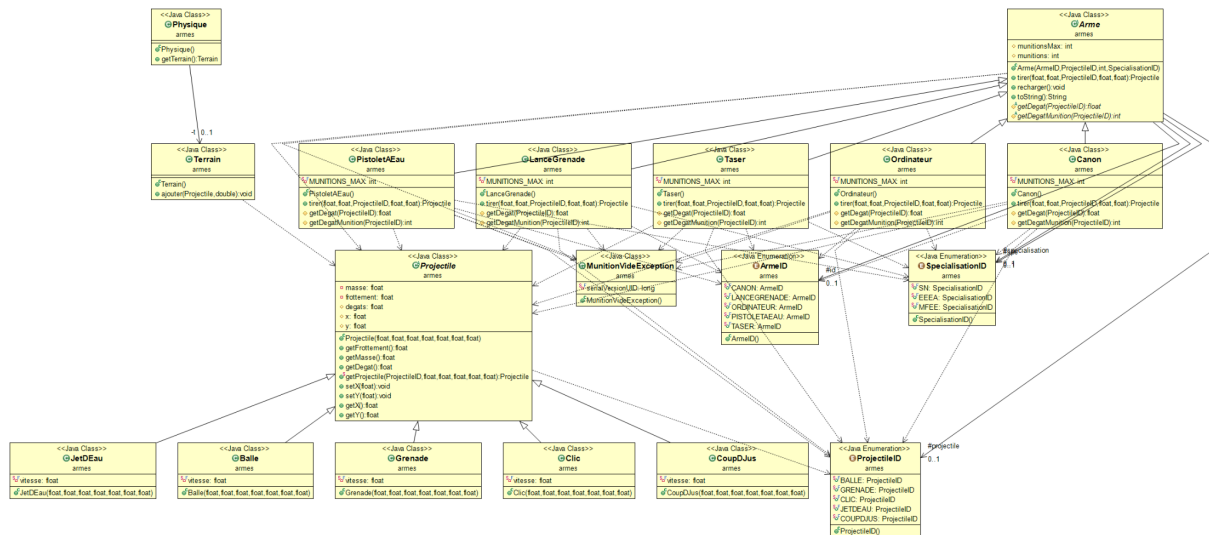 <<Java Class>>
Physique
armes
Physique()
getTerrain():Terrain
<<Java Class>>
Arme
armes
munitionsMax: int
munitions: int
Arme(ArmeID,ProjectileID,int,SpecialisationID)
tirer(float,float,ProjectileID,float,float):Projectile
recharger():void
toString():String
getDegat(ProjectileID):float
getDegatMunition(ProjectileID):int
-t 0..1
<<Java Class>>
Terrain
armes
Terrain()
ajouter(Projectile,double):void
<<Java Class>>
PistoletAEau
armes
MUNITIONS_MAX: int
PistoletAEau()
tirer(float,float,ProjectileID,float,float):Projectile
getDegat(ProjectileID):float
getDegatMunition(ProjectileID):int
<<Java Class>>
LanceGrenade
armes
MUNITIONS_MAX: int
LanceGrenade()
tirer(float,float,ProjectileID,float,float):Projectile
getDegat(ProjectileID):float
getDegatMunition(ProjectileID):int
<<Java Class>>
Taser
armes
MUNITIONS_MAX: int
Taser()
tirer(float,float,ProjectileID,float,float):Projectile
getDegat(ProjectileID):float
getDegatMunition(ProjectileID):int
<<Java Class>>
Ordinateur
armes
MUNITIONS_MAX: int
Ordinateur()
tirer(float,float,ProjectileID,float,float):Projectile
getDegat(ProjectileID):float
getDegatMunition(ProjectileID):int
<<Java Class>>
Canon
armes
MUNITIONS_MAX: int
Canon()
tirer(float,float,ProjectileID,float,float):Projectile
getDegat(ProjectileID):float
getDegatMunition(ProjectileID):int
<<Java Class>>
Projectile
armes
masse: float
frottement: float
degats: float
x: float
y: float
Projectile(float,float,float,float,float,float)
getFrottement():float
getMasse():float
getDegat():float
getProjectile(ProjectileID,float,float,float,float):Projectile
setX(float):void
setY(float):void
getX():float
getY():float
<<Java Class>>
MunitionVideException
armes
serialVersionUID: long
MunitionVideException()
<<Java Enumeration>>
ArmeID
armes
CANON: ArmeID
LANCEGRENADE: ArmeID
ORDINATEUR: ArmeID
PISTOLETAEAU: ArmeID
TASER: ArmeID
ArmeID()
#id
0..1
#specialisation
0..1
<<Java Enumeration>>
SpecialisationID
armes
SN: SpecialisationID
EEEA: SpecialisationID
MFEE: SpecialisationID
SpecialisationID()
<<Java Class>>
JetDEau
armes
vitesse: float
JetDEau(float,float,float,float,float,float,float)
<<Java Class>>
Balle
armes
vitesse: float
Balle(float,float,float,float,float,float,float)
<<Java Class>>
Grenade
armes
vitesse: float
Grenade(float,float,float,float,float,float,float)
<<Java Class>>
Clic
armes
vitesse: float
Clic(float,float,float,float,float,float,float)
<<Java Class>>
CoupDJus
armes
vitesse: float
CoupDJus(float,float,float,float,float,float,float)
<<Java Enumeration>>
ProjectileID
armes
BALLE: ProjectileID
GRENADE: ProjectileID
CLIC: ProjectileID
JETDEAU: ProjectileID
COUPDJUS: ProjectileID
ProjectileID()
#projectile
0..1